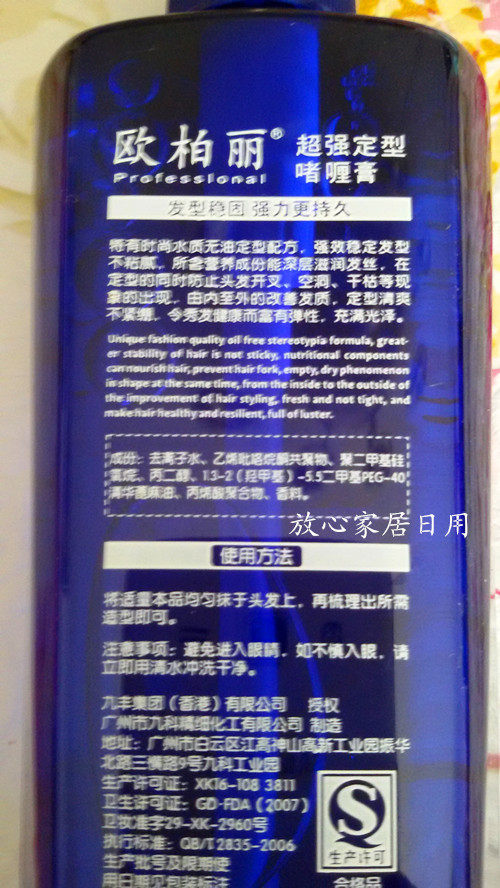 欧柏丽®
Professional
超强定型
啫喱膏
发型稳固 强力更持久
特有时尚水质无油定型配方，强效稳定发型
不粘腻，所含营养成份能深层滋润发丝，在
定型的同时防止头发开叉、空洞、干枯等现
象的出现，由内至外的改善发质，定型清爽
不紧绷，令秀发健康而富有弹性，充满光泽。
Unique fashion quality oil free stereotypia formula, great-
er stability of hair is not sticky, nutritional components
can nourish hair, prevent hair fork, empty, dry phenomenon
in shape at the same time, from the inside to the outside of
the improvement of hair styling, fresh and not tight, and
make hair healthy and resilient, full of luster.
成份：去离子水、乙烯吡咯烷酮共聚物、聚二甲基硅
氧烷、丙二醇、1.3-2（羟甲基）-5.5二甲基PEG-40
清华蓖麻油、丙烯酸聚合物、香料。
放心家居日用
使用方法
将适量本品均匀抹于头发上，再梳理出所需
造型即可。
注意事项：避免进入眼睛，如不慎入眼，请
立即用清水冲洗干净。
九丰集团（香港）有限公司 授权
广州市九科精细化工有限公司 制造
地址：广州市白云区江高神山高新工业园振华
北路三横路9号九科工业园
生产许可证：XK16-108 3811
卫生许可证：GD·FDA（2007）
卫妆准字29-XK-2960号
执行标准：QB/T2835-2006
生产批号及限期使
用日期见包装标注
生产许可
合格品